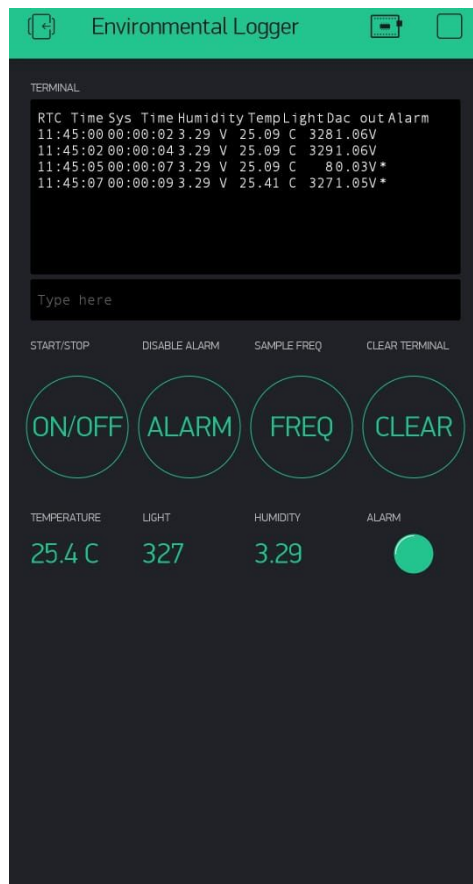 Environmental Logger
TERMINAL
RTC Time Sys Time Humidity Temp Light Dac out Alarm
11:45:00 00:00:02 3.29 V 25.09 C 3281.06V
11:45:02 00:00:04 3.29 V 25.09 C 3291.06V
11:45:05 00:00:07 3.29 V 25.09 C 80.03V*
11:45:07 00:00:09 3.29 V 25.41 C 3271.05V*
Type here
START/STOP DISABLE ALARM SAMPLE FREQ CLEAR TERMINAL
ON/OFF ALARM FREQ CLEAR
TEMPERATURE LIGHT HUMIDITY ALARM
25.4 C 327 3.29